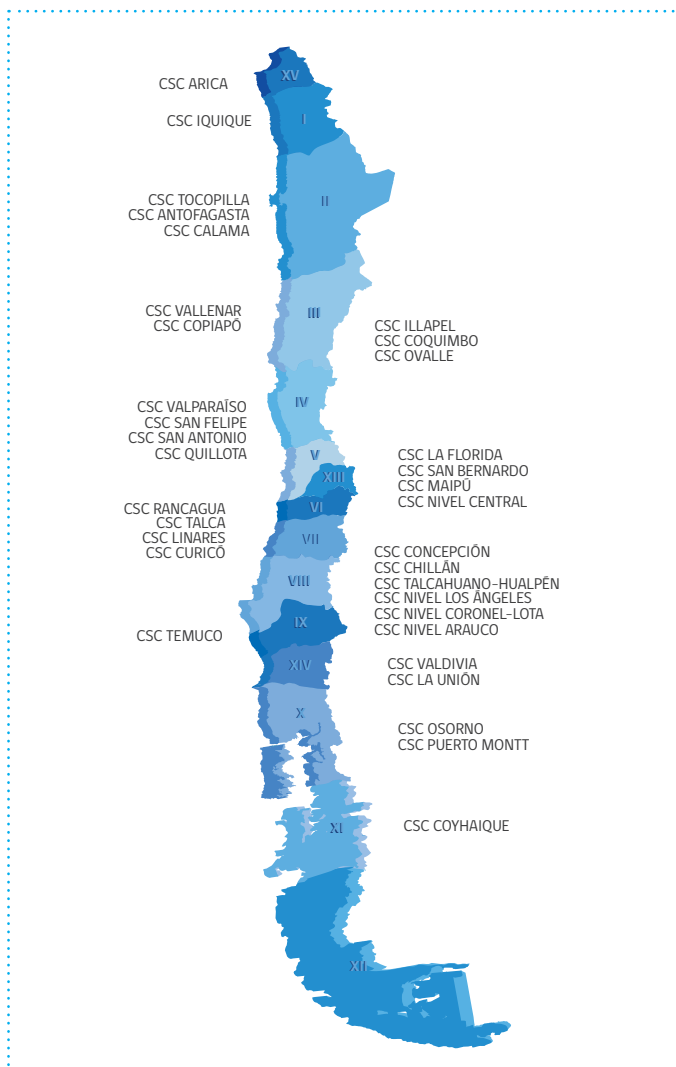 XV
CSC ARICA
I
CSC IQUIQUE
II
CSC TOCOPILLA
CSC ANTOFAGASTA
CSC CALAMA
III
CSC VALLENAR
CSC COPIAPÓ
CSC ILLAPEL
CSC COQUIMBO
CSC OVALLE
IV
CSC VALPARAÍSO
CSC SAN FELIPE
CSC SAN ANTONIO
CSC QUILLOTA
V
XIII
CSC LA FLORIDA
CSC SAN BERNARDO
CSC MAIPÚ
CSC NIVEL CENTRAL
VI
CSC RANCAGUA
CSC TALCA
CSC LINARES
CSC CURICÓ
VII
CSC CONCEPCIÓN
CSC CHILLÁN
CSC TALCAHUANO-HUALPÉN
CSC NIVEL LOS ÁNGELES
CSC NIVEL CORONEL-LOTA
CSC NIVEL ARAUCO
VIII
IX
CSC TEMUCO
XIV
CSC VALDIVIA
CSC LA UNIÓN
X
CSC OSORNO
CSC PUERTO MONTT
XI
CSC COYHAIQUE
XII